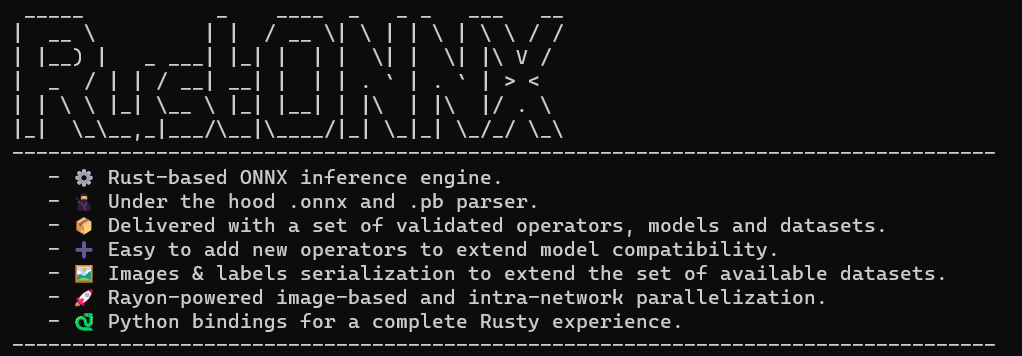 RustONNX
- ⚙️ Rust-based ONNX inference engine.
- 🥷 Under the hood .onnx and .pb parser.
- 📦 Delivered with a set of validated operators, models and datasets.
- ➕ Easy to add new operators to extend model compatibility.
- 🖼️ Images & labels serialization to extend the set of available datasets.
- 🚀 Rayon-powered image-based and intra-network parallelization.
- 🐍 Python bindings for a complete Rusty experience.